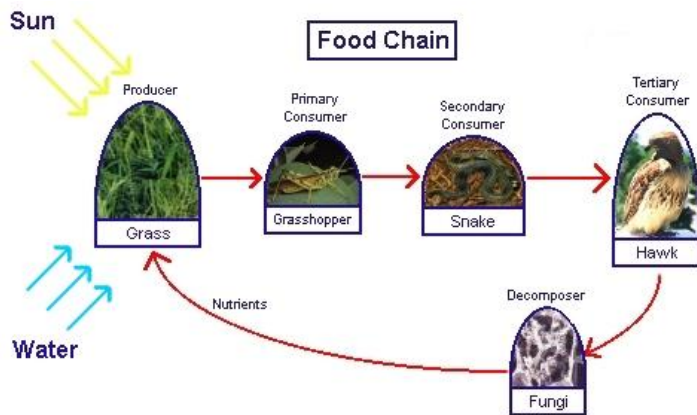 Sun
Food Chain
Producer
Primary
Consumer
Secondary
Consumer
Tertiary
Consumer
Grass
Grasshopper
Snake
Hawk
Water
Nutrients
Decomposer
Fungi